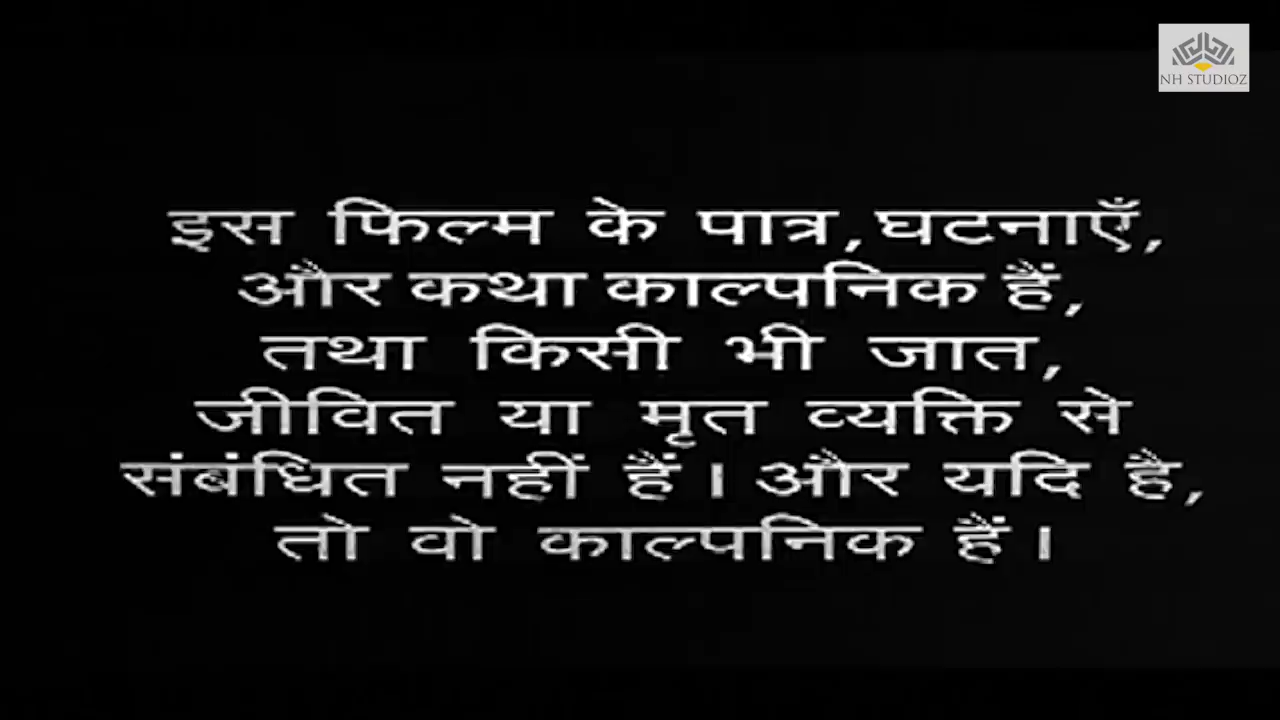 NH STUDIOZ
इस फिल्म के पात्र,घटनाएँ,
और कथा काल्पनिक हैं,
तथा किसी भी जात,
जीवित या मृत व्यक्ति से
संबंधित नहीं हैं। और यदि है,
तो वो काल्पनिक हैं।